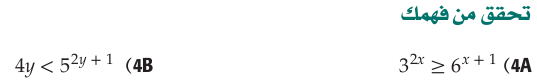 تحقق من فهمك
3^{2x} ≥ 6^{x + 1} (4A
4y < 5^{2y + 1} (4B